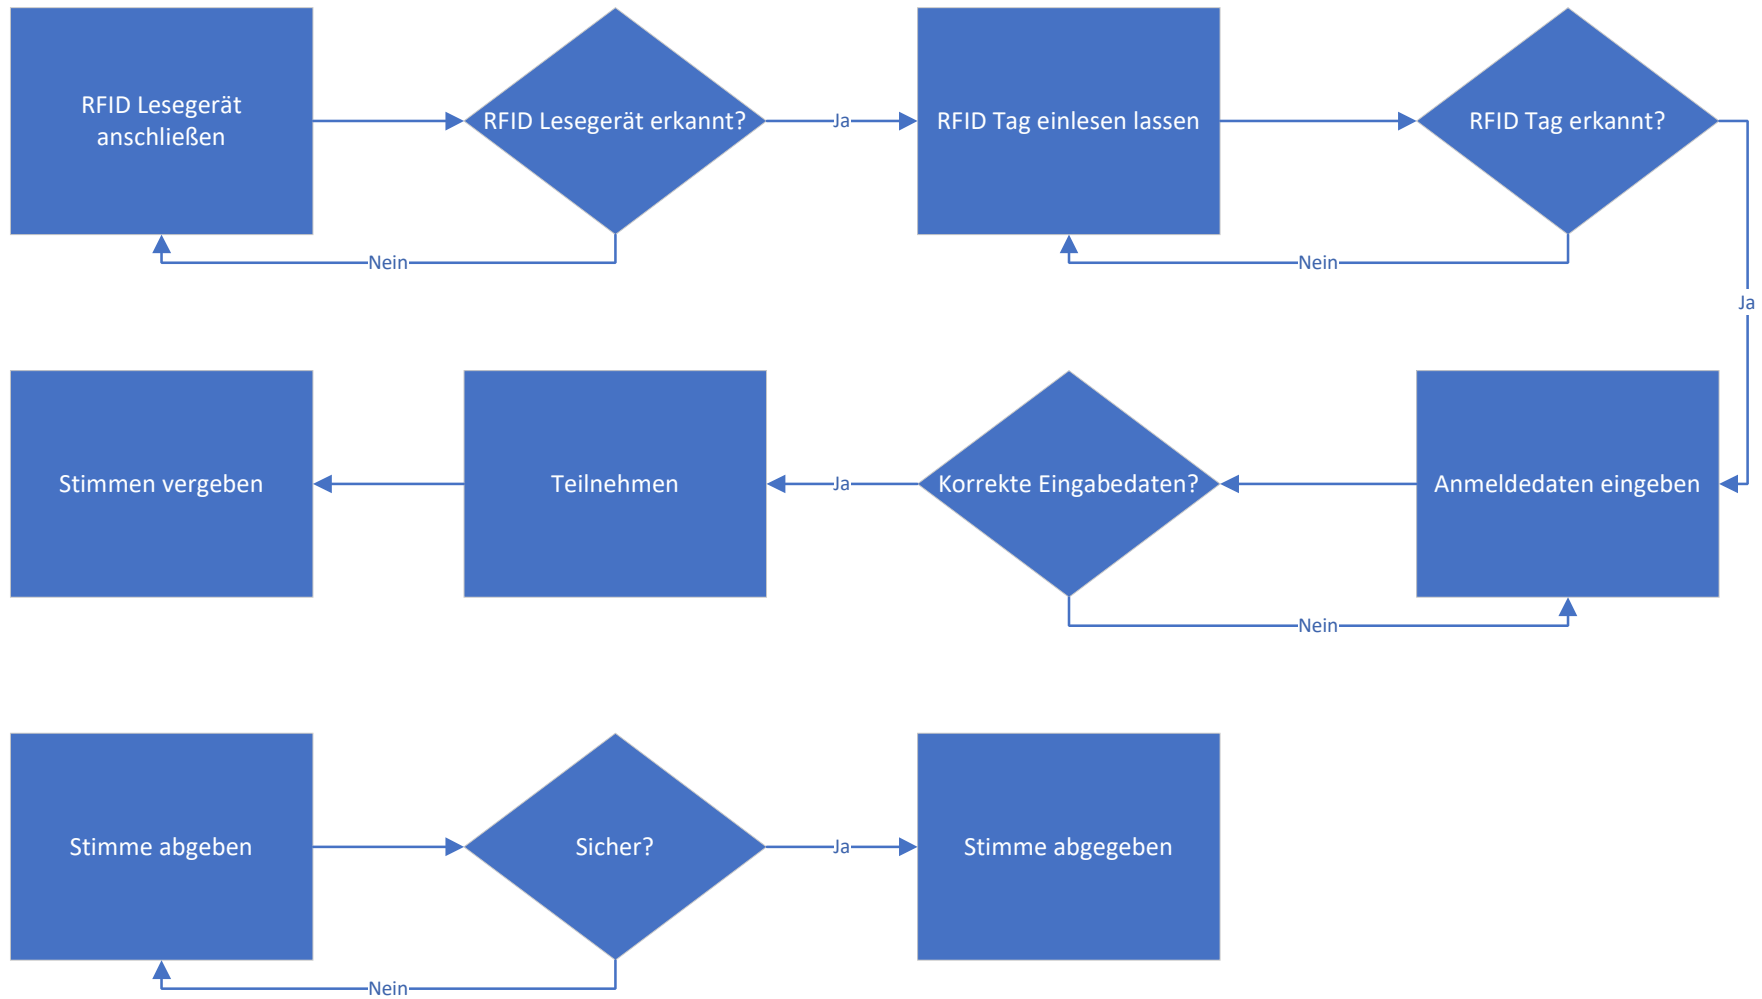 RFID Lesegerät
anschließen
RFID Lesegerät erkannt?
Ja
RFID Tag einlesen lassen
RFID Tag erkannt?
Nein
Nein
Ja
Stimmen vergeben
Teilnehmen
Ja
Korrekte Eingabedaten?
Anmeldedaten eingeben
Nein
Stimme abgeben
Sicher?
Ja
Stimme abgegeben
Nein